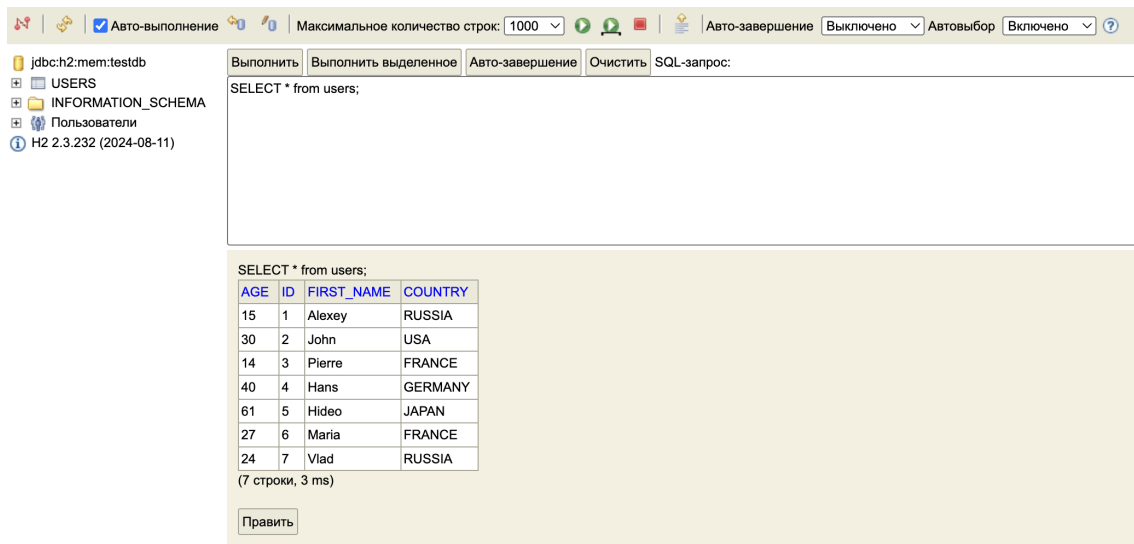 Авто-выполнение Максимальное количество строк: 1000 Авто-завершение Выключено Автовыбор Включено ?
jdbc:h2:mem:testdb
USERS
INFORMATION_SCHEMA
Пользователи
H2 2.3.232 (2024-08-11)
Выполнить Выполнить выделенное Авто-завершение Очистить SQL-запрос:
SELECT * from users;
SELECT * from users;
AGE ID FIRST_NAME COUNTRY
15 1 Alexey RUSSIA
30 2 John USA
14 3 Pierre FRANCE
40 4 Hans GERMANY
61 5 Hideo JAPAN
27 6 Maria FRANCE
24 7 Vlad RUSSIA
(7 строки, 3 ms)
Править